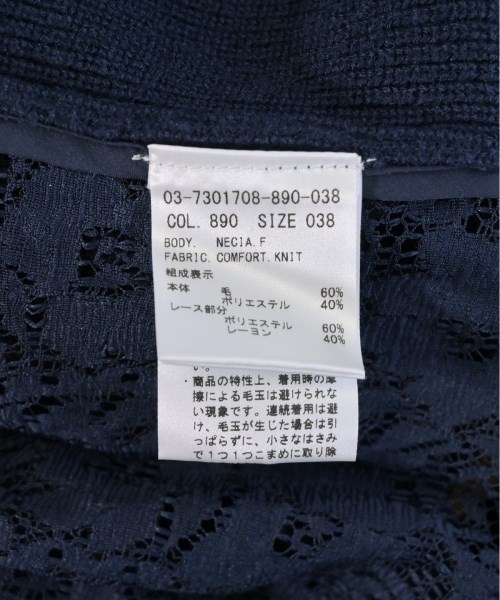 03-7301708-890-038
COL. 890 SIZE 038
BODY. NECIA.F
FABRIC.COMFORT.KNIT
組成表示
本体 毛 60%
ポリエステル 40%
レース部分
ポリエステル 60%
レーヨン 40%
い。
・商品の特性上、着用時の摩
擦による毛玉は避けられな
い現象です。連続着用は避
け、毛玉が生じた場合は引
っぱらずに、小さなはさみ
で1つ1つこまめに取り除